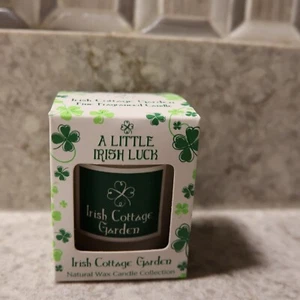 Irish Cottage Garden
Fine Fragranced Candle
A LITTLE
IRISH LUCK
Irish Cottage
Garden
Irish Cottage Garden
Natural Wax Candle Collection